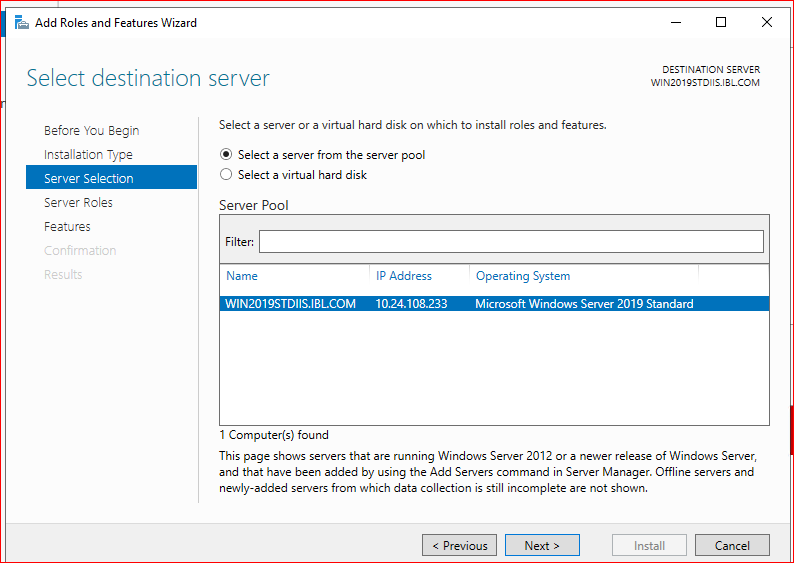 Add Roles and Features Wizard
Select destination server
DESTINATION SERVER
WIN2019STDIIS.IBL.COM
Before You Begin
Installation Type
Server Selection
Server Roles
Features
Confirmation
Results
Select a server or a virtual hard disk on which to install roles and features.
Select a server from the server pool
Select a virtual hard disk
Server Pool
Filter:
Name IP Address Operating System
WIN2019STDIIS.IBL.COM 10.24.108.233 Microsoft Windows Server 2019 Standard
1 Computer(s) found
This page shows servers that are running Windows Server 2012 or a newer release of Windows Server,
and that have been added by using the Add Servers command in Server Manager. Offline servers and
newly-added servers from which data collection is still incomplete are not shown.
< Previous Next > Install Cancel